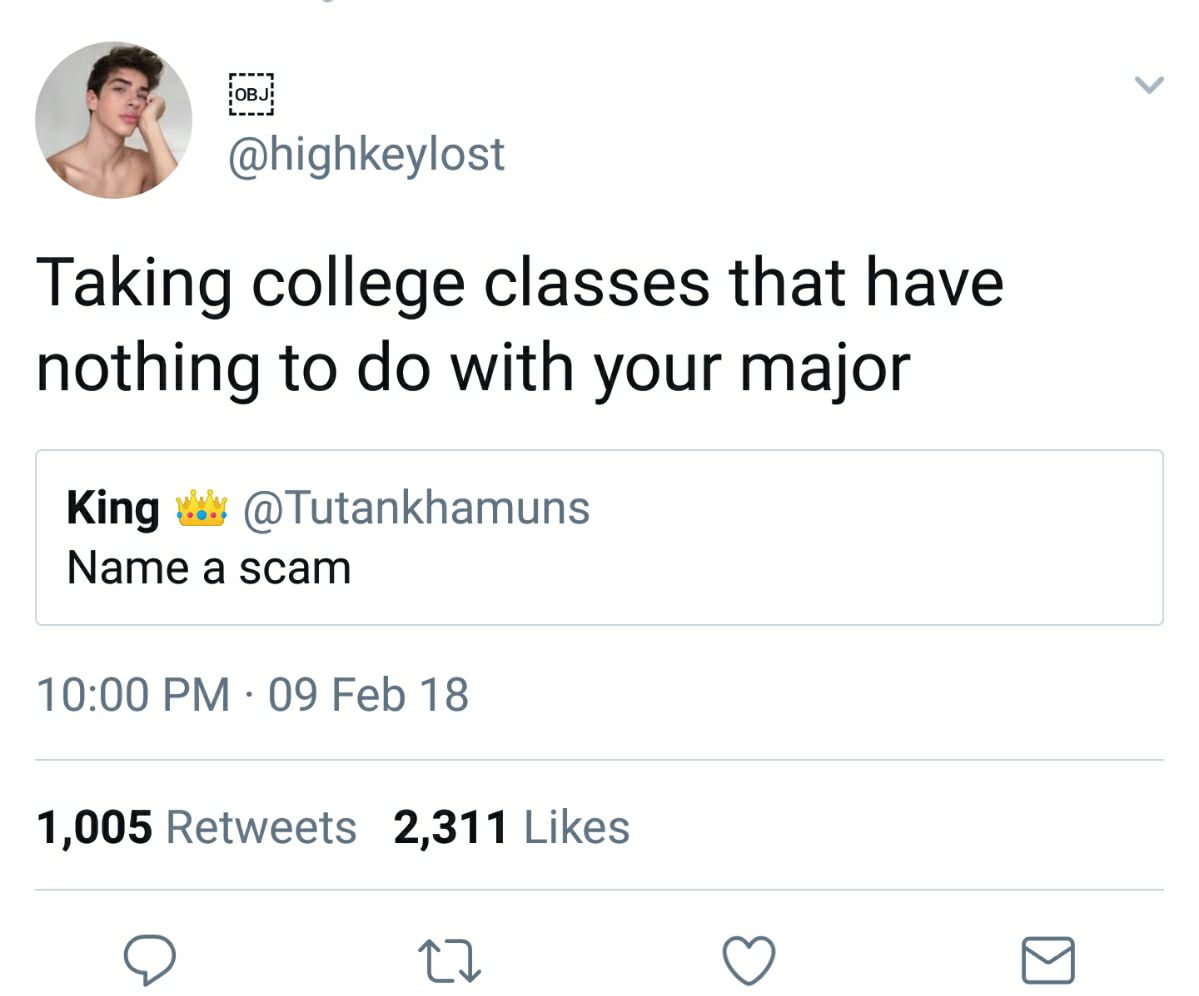 OBJ
@highkeylost
Taking college classes that have
nothing to do with your major
King 👑 @Tutankhamuns
Name a scam
10:00 PM · 09 Feb 18
1,005 Retweets 2,311 Likes